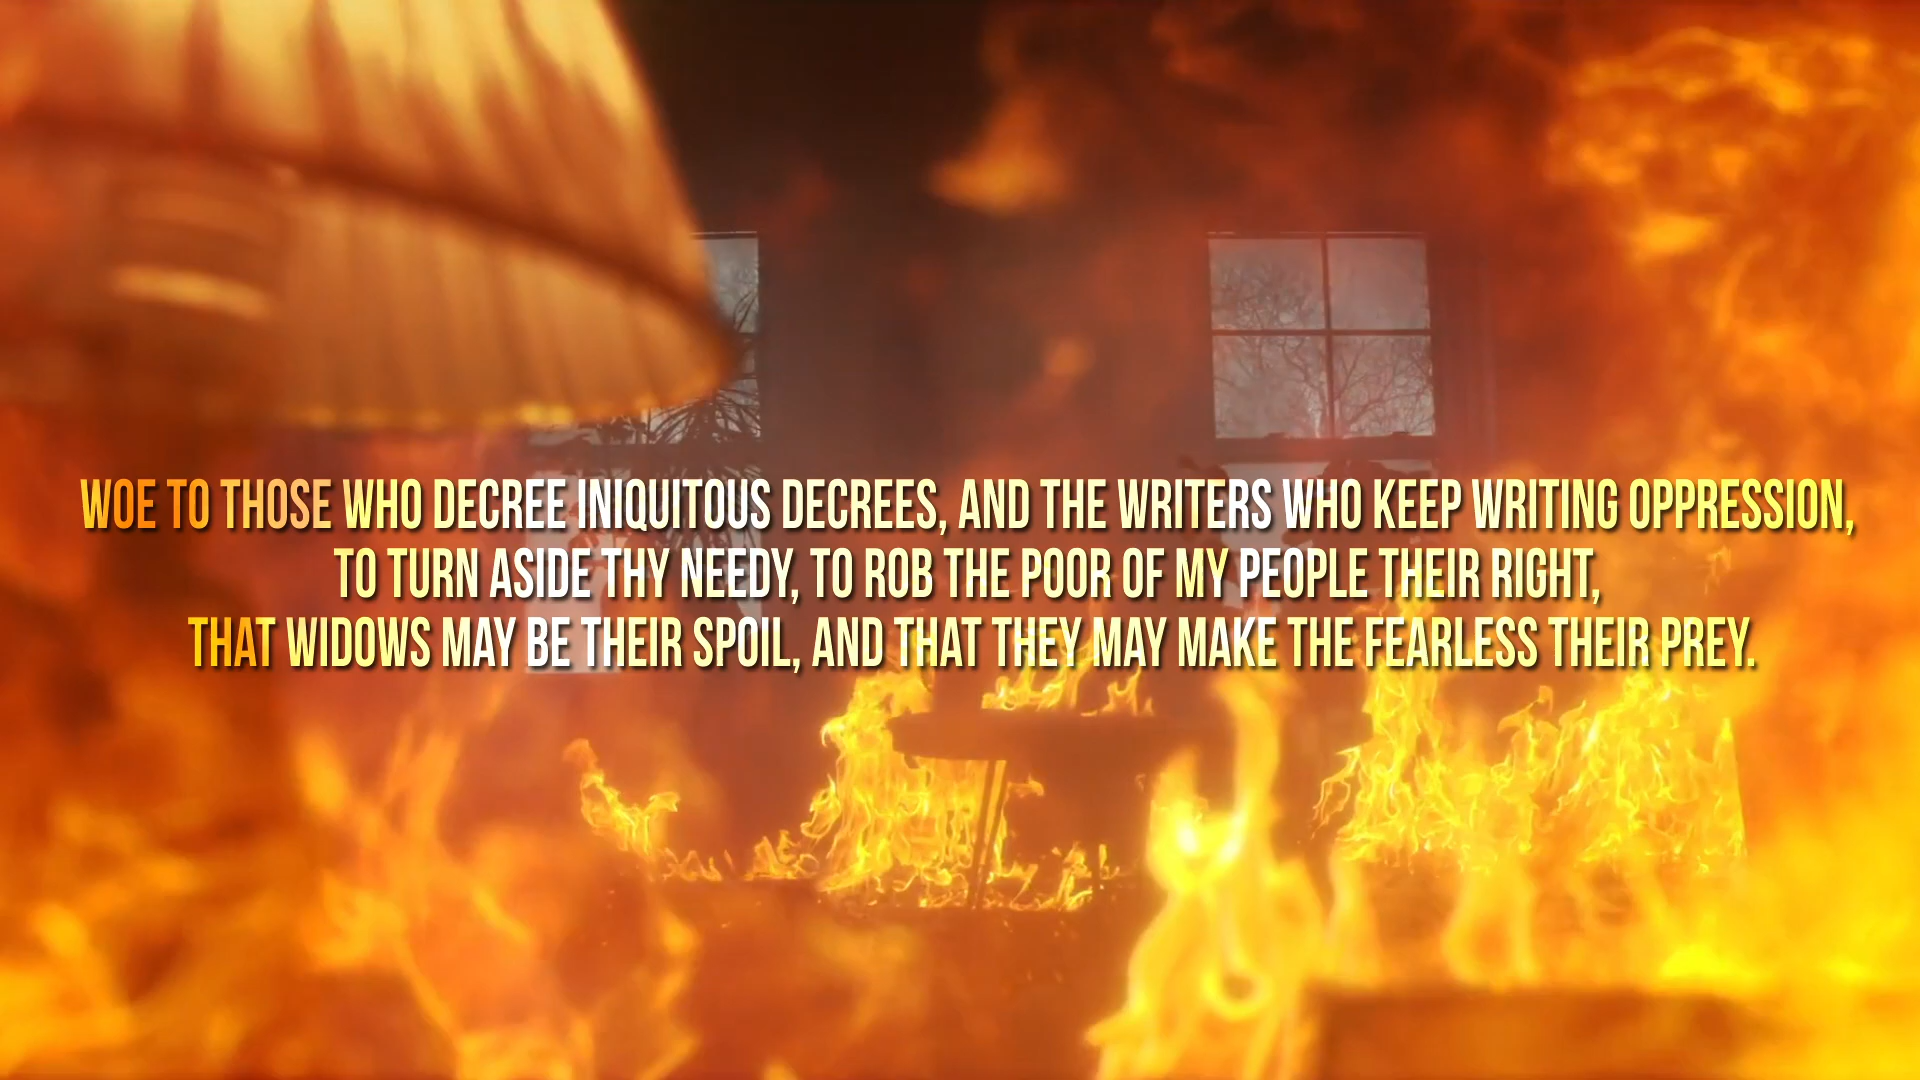 WOE TO THOSE WHO DECREE INIQUITOUS DECREES, AND THE WRITERS WHO KEEP WRITING OPPRESSION,
TO TURN ASIDE THY NEEDY, TO ROB THE POOR OF MY PEOPLE THEIR RIGHT,
THAT WIDOWS MAY BE THEIR SPOIL, AND THAT THEY MAY MAKE THE FEARLESS THEIR PREY.